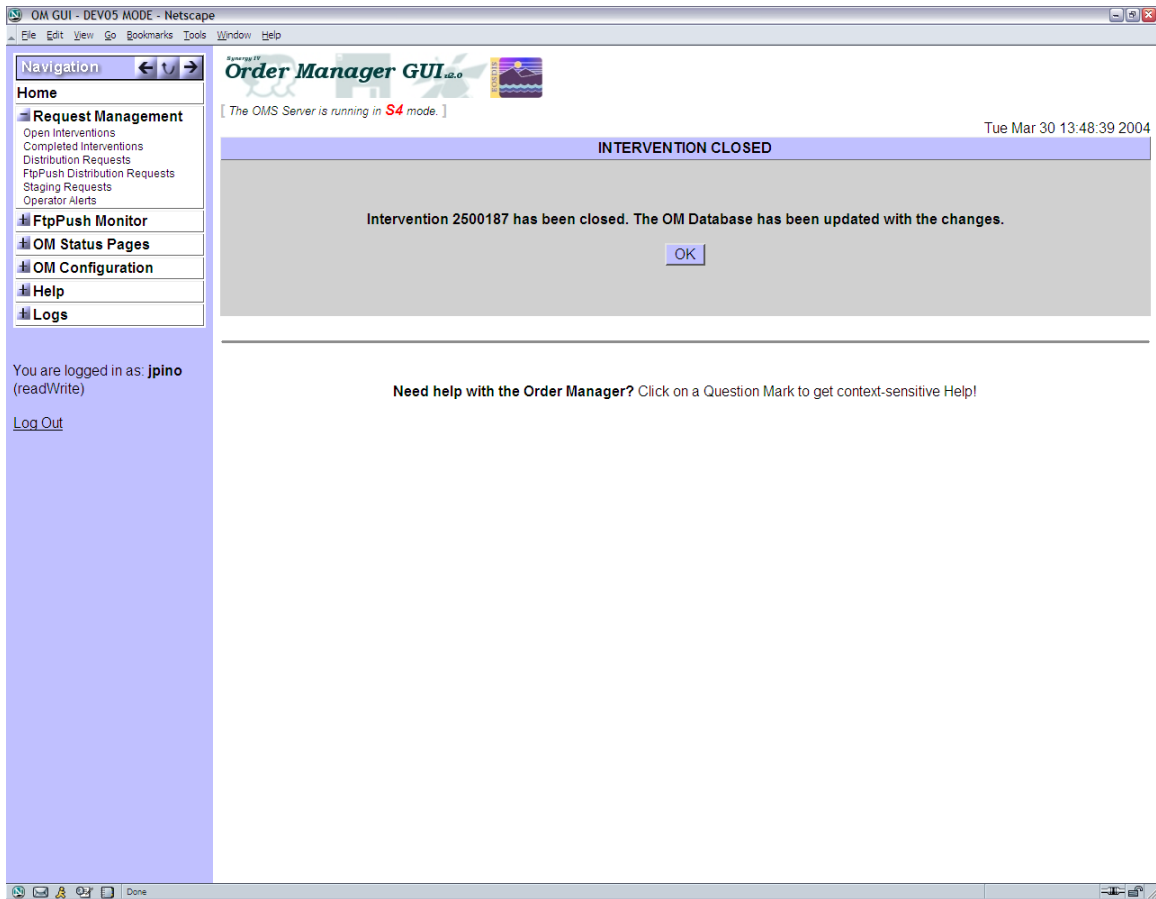 OM GUI - DEV05 MODE - Netscape
File Edit View Go Bookmarks Tools Window Help
Navigation
Home
Request Management
Open Interventions
Completed Interventions
Distribution Requests
FtpPush Distribution Requests
Staging Requests
Operator Alerts
FtpPush Monitor
OM Status Pages
OM Configuration
Help
Logs
You are logged in as: jpino
(readWrite)
Log Out
Synergy IV
Order Manager GUI
EOSDIS
[ The OMS Server is running in S4 mode. ]
Tue Mar 30 13:48:39 2004
INTERVENTION CLOSED
Intervention 2500187 has been closed. The OM Database has been updated with the changes.
OK
Need help with the Order Manager? Click on a Question Mark to get context-sensitive Help!
Done